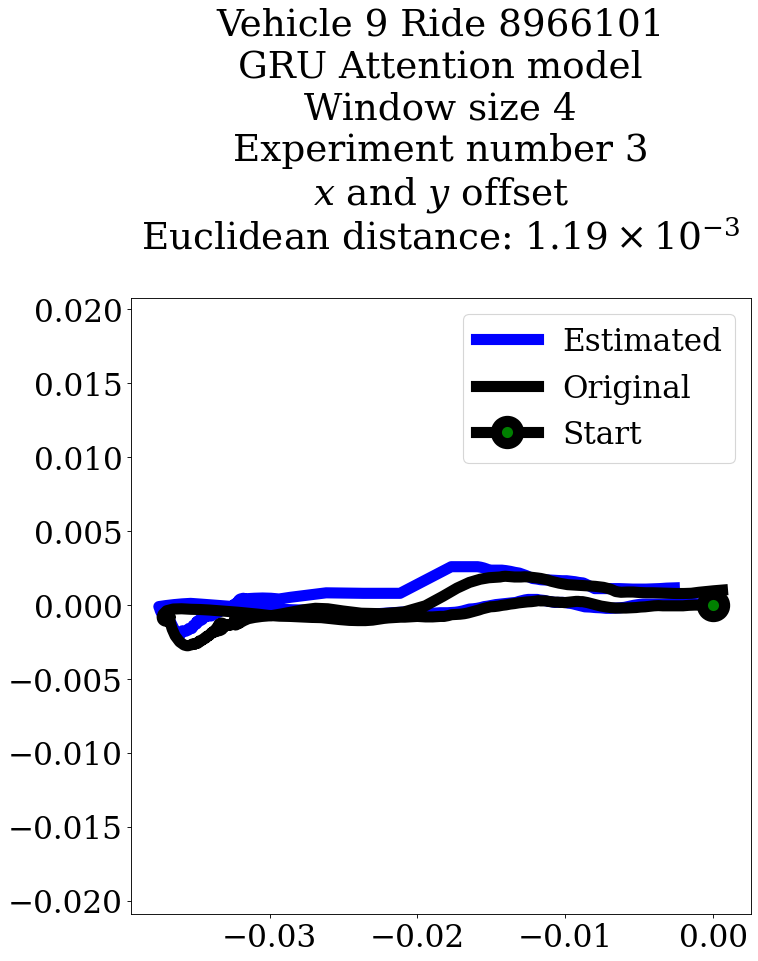 Vehicle 9 Ride 8966101
GRU Attention model
Window size 4
Experiment number 3
x and y offset
Euclidean distance: 1.19 × 10⁻³
0.020
0.015
0.010
0.005
0.000
−0.005
−0.010
−0.015
−0.020
Estimated
Original
Start
−0.03 −0.02 −0.01 0.00